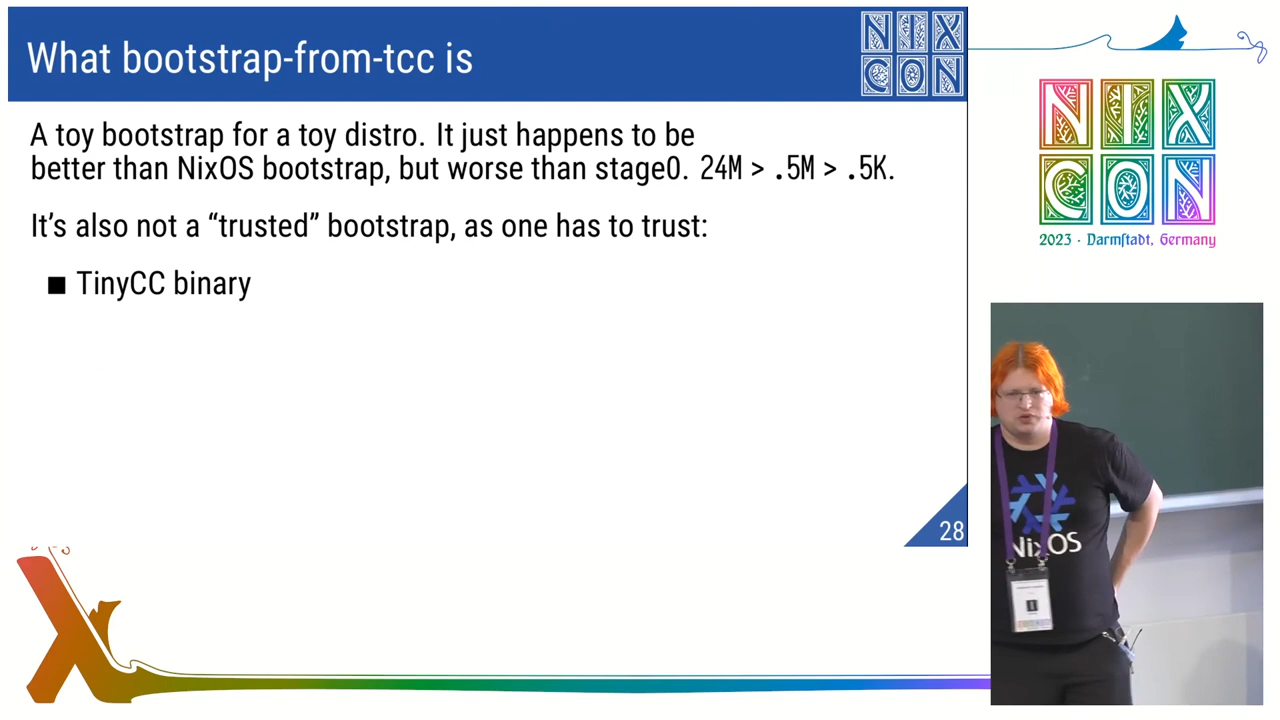 What bootstrap-from-tcc is
NIX
CON
A toy bootstrap for a toy distro. It just happens to be
better than NixOS bootstrap, but worse than stage0. 24M > .5M > .5K.
It’s also not a “trusted” bootstrap, as one has to trust:
■ TinyCC binary
28
NIX
CON
2023 · Darmſtadt, Germany
NixOS